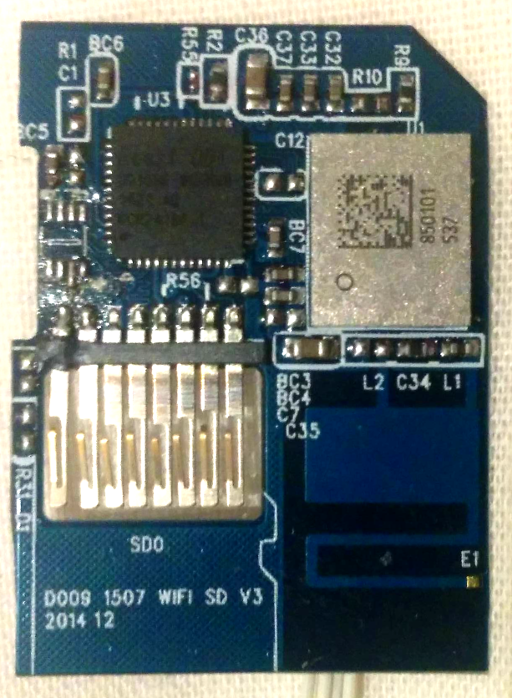 R1
BC6
R55
R2
C36
C37
C33
C32
R10
R9
C1
U3
BC5
C12
BC7
850101
537
R56
BC3
BC4
C7
C35
L2
C34
L1
SD0
E1
D009 1507 WIFI SD V3
2014 12